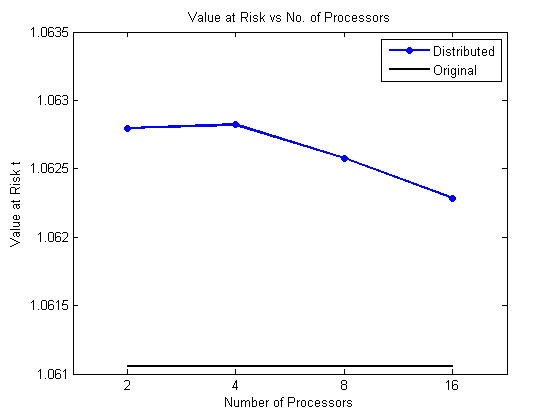 Value at Risk vs No. of Processors
Distributed
Original
1.0635
1.063
1.0625
1.062
1.0615
1.061
Value at Risk t
2 4 8 16
Number of Processors